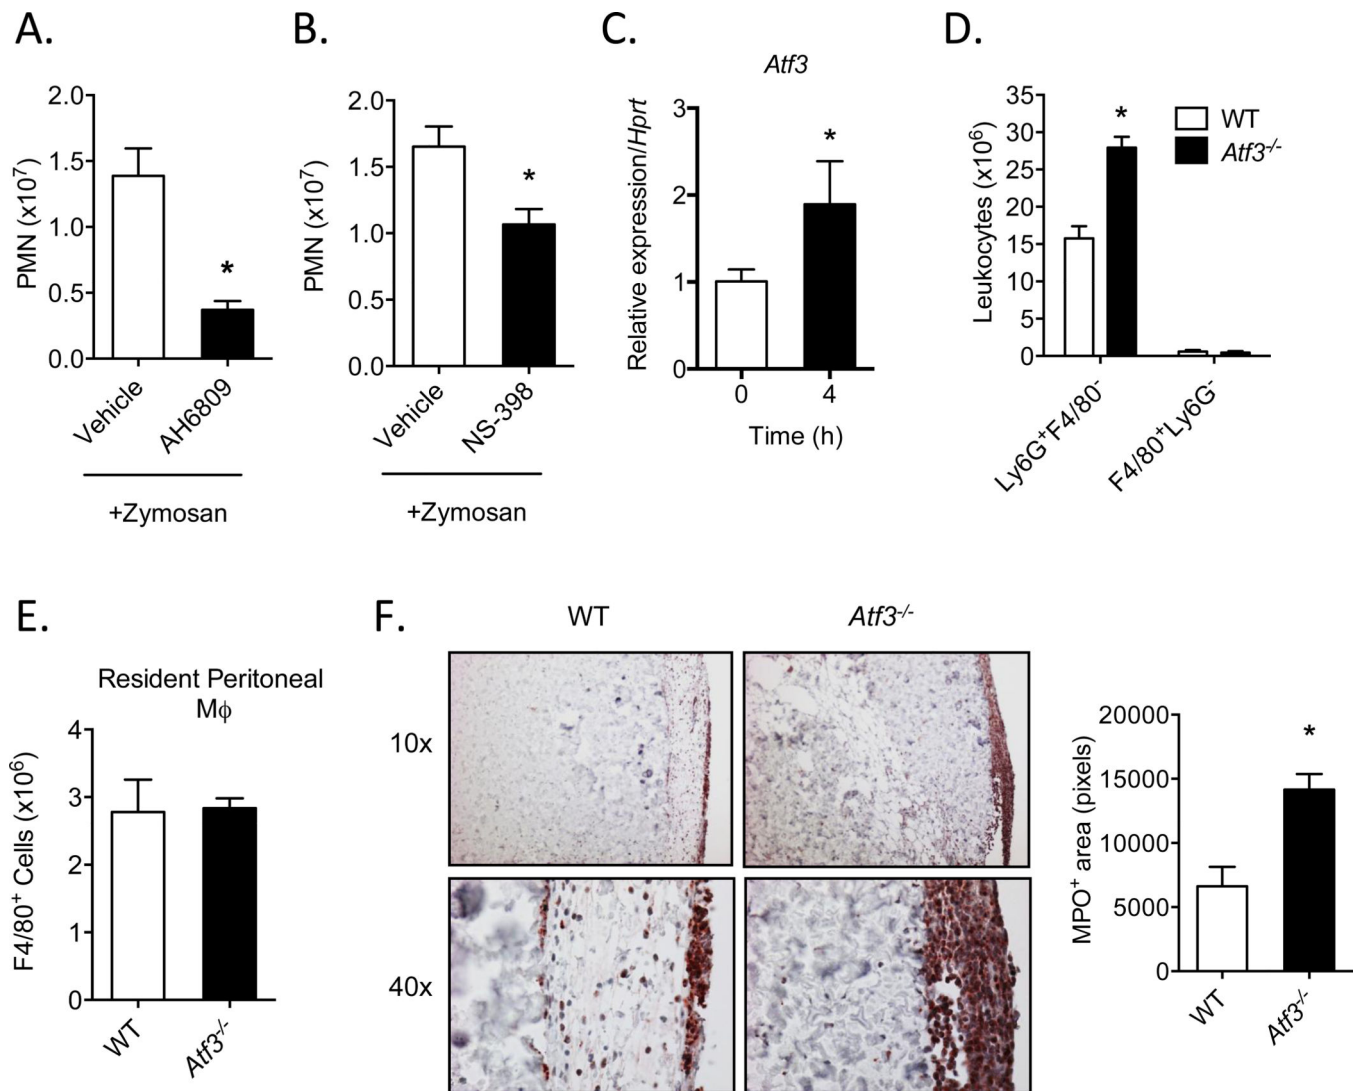 A.
PMN (x10⁷)
2.0
1.5
1.0
0.5
0.0
*
Vehicle
AH6809
+Zymosan
B.
PMN (x10⁷)
2.0
1.5
1.0
0.5
0.0
*
Vehicle
NS-398
+Zymosan
C.
Atf3
Relative expression/Hprt
3
2
1
0
*
0
4
Time (h)
D.
Leukocytes (x10⁶)
35
30
25
20
15
10
5
0
*
WT
Atf3⁻/⁻
Ly6G⁺F4/80⁻
F4/80⁺Ly6G⁻
E.
Resident Peritoneal
Mϕ
F4/80⁺ Cells (x10⁶)
4
3
2
1
0
WT
Atf3⁻/⁻
F.
WT
Atf3⁻/⁻
10x
40x
MPO⁺ area (pixels)
20000
15000
10000
5000
0
*
WT
Atf3⁻/⁻